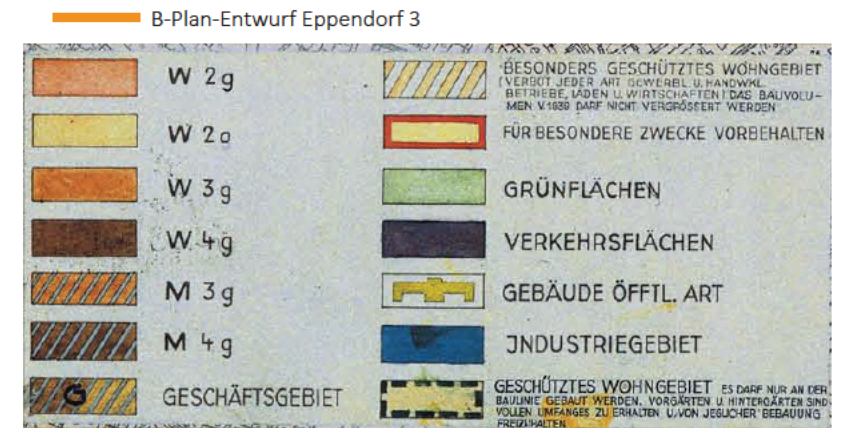 B-Plan-Entwurf Eppendorf 3
W 2g
W 2o
W 3g
W 4g
M 3g
M 4g
G GESCHÄFTSGEBIET
BESONDERS GESCHÜTZTES WOHNGEBIET
(VERBOT JEDER ART GEWERBL. U. HANDWKL.
BETRIEBE, LÄDEN U. WIRTSCHAFTEN) DAS BAUVOLU-
MEN V. 1939 DARF NICHT VERGRÖSSERT WERDEN
FÜR BESONDERE ZWECKE VORBEHALTEN
GRÜNFLÄCHEN
VERKEHRSFLÄCHEN
GEBÄUDE ÖFFTL. ART
JNDUSTRIEGEBIET
GESCHÜTZTES WOHNGEBIET ES DARF NUR AN DER
BAULINIE GEBAUT WERDEN. VORGÄRTEN U. HINTERGÄRTEN SIND
VOLLEN UMFANGES ZU ERHALTEN U. VON JEGLICHER BEBAUUNG
FREIZUHALTEN